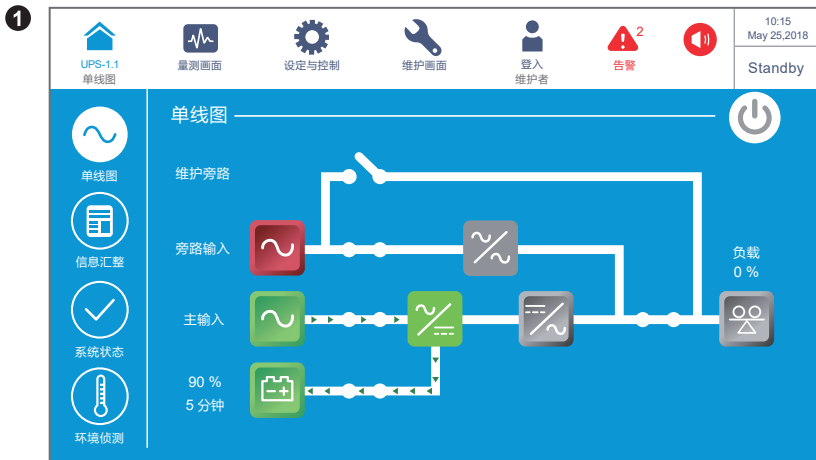 1
UPS-1.1
单线图
量测画面
设定与控制
维护画面
登入
维护者
2
告警
10:15
May 25,2018
Standby
单线图
信息汇整
系统状态
环境侦测
单线图
维护旁路
旁路输入
主输入
90 %
5 分钟
负载
0 %